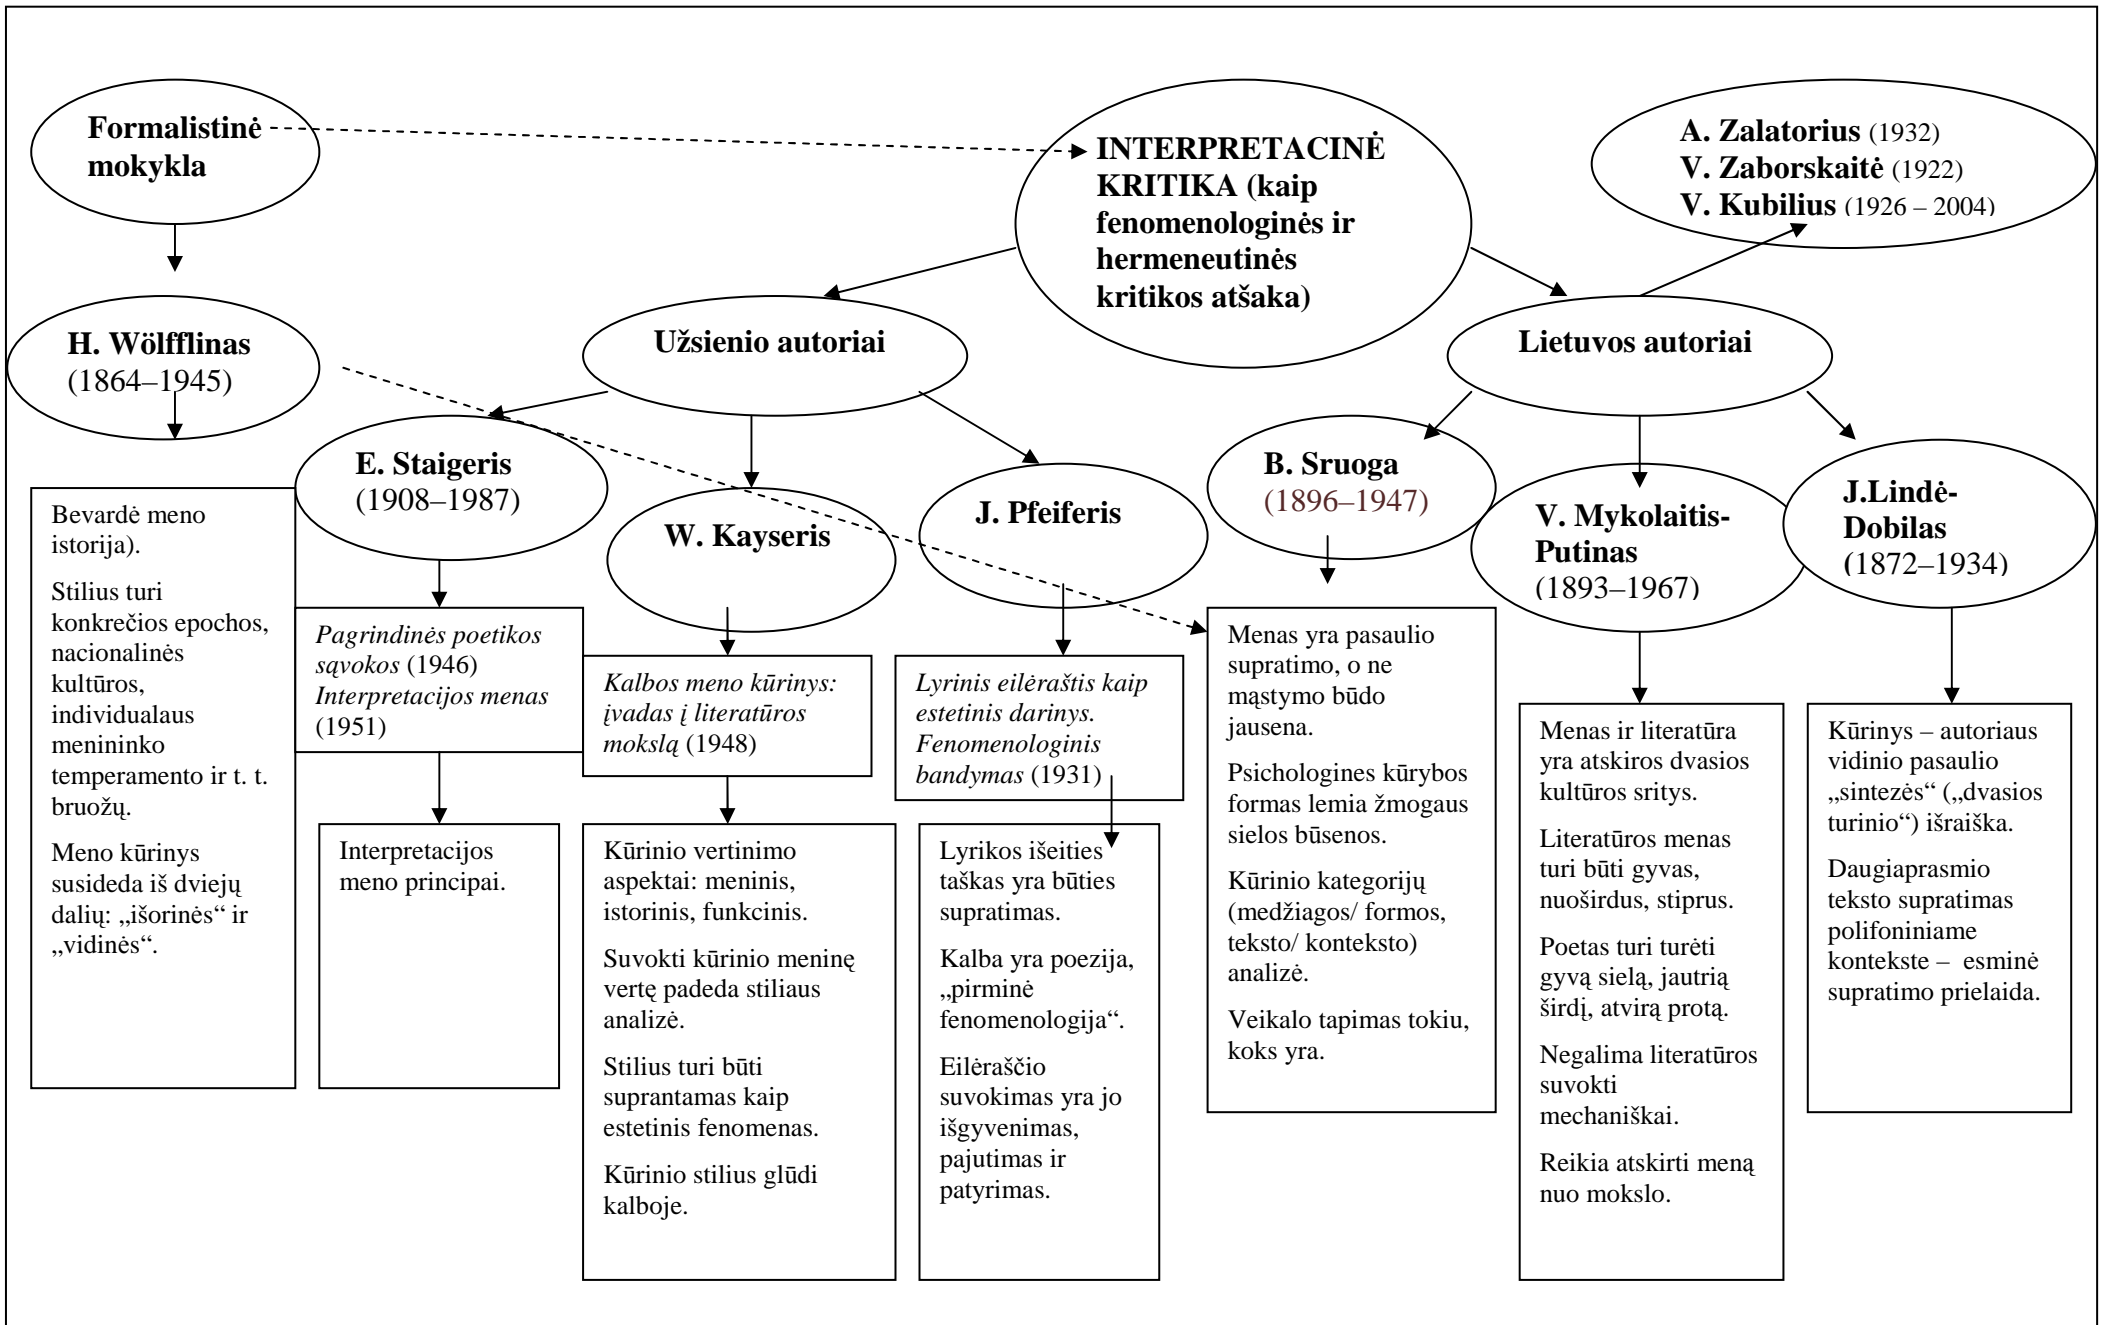 Formalistinė
mokykla
INTERPRETACINĖ
KRITIKA (kaip
fenomenologinės ir
hermeneutinės
kritikos atšaka)
A. Zalatorius (1932)
V. Zaborskaitė (1922)
V. Kubilius (1926 – 2004)
H. Wölfflinas
(1864–1945)
Užsienio autoriai
Lietuvos autoriai
E. Staigeris
(1908–1987)
W. Kayseris
J. Pfeiferis
B. Sruoga
(1896–1947)
V. Mykolaitis-
Putinas
(1893–1967)
J.Lindė-
Dobilas
(1872–1934)
Bevardė meno
istorija).
Stilius turi
konkrečios epochos,
nacionalinės
kultūros,
individualaus
menininko
temperamento ir t. t.
bruožų.
Meno kūrinys
susideda iš dviejų
dalių: „išorinės“ ir
„vidinės“.
Pagrindinės poetikos
sąvokos (1946)
Interpretacijos menas
(1951)
Interpretacijos
meno principai.
Kalbos meno kūrinys:
įvadas į literatūros
mokslą (1948)
Kūrinio vertinimo
aspektai: meninis,
istorinis, funkcinis.
Suvokti kūrinio meninę
vertę padeda stiliaus
analizė.
Stilius turi būti
suprantamas kaip
estetinis fenomenas.
Kūrinio stilius glūdi
kalboje.
Lyrinis eilėraštis kaip
estetinis darinys.
Fenomenologinis
bandymas (1931)
Lyrikos išeities
taškas yra būties
supratimas.
Kalba yra poezija,
„pirminė
fenomenologija“.
Eilėraščio
suvokimas yra jo
išgyvenimas,
pajutimas ir
patyrimas.
Menas yra pasaulio
supratimo, o ne
mąstymo būdo
jausena.
Psichologines kūrybos
formas lemia žmogaus
sielos būsenos.
Kūrinio kategorijų
(medžiagos/ formos,
teksto/ konteksto)
analizė.
Veikalo tapimas tokiu,
koks yra.
Menas ir literatūra
yra atskiros dvasios
kultūros sritys.
Literatūros menas
turi būti gyvas,
nuoširdus, stiprus.
Poetas turi turėti
gyvą sielą, jautrią
širdį, atvirą protą.
Negalima literatūros
suvokti
mechaniškai.
Reikia atskirti meną
nuo mokslo.
Kūrinys – autoriaus
vidinio pasaulio
„sintezės“ („dvasios
turinio“) išraiška.
Daugiaprasmio
teksto supratimas
polifoniniame
kontekste – esminė
supratimo prielaida.